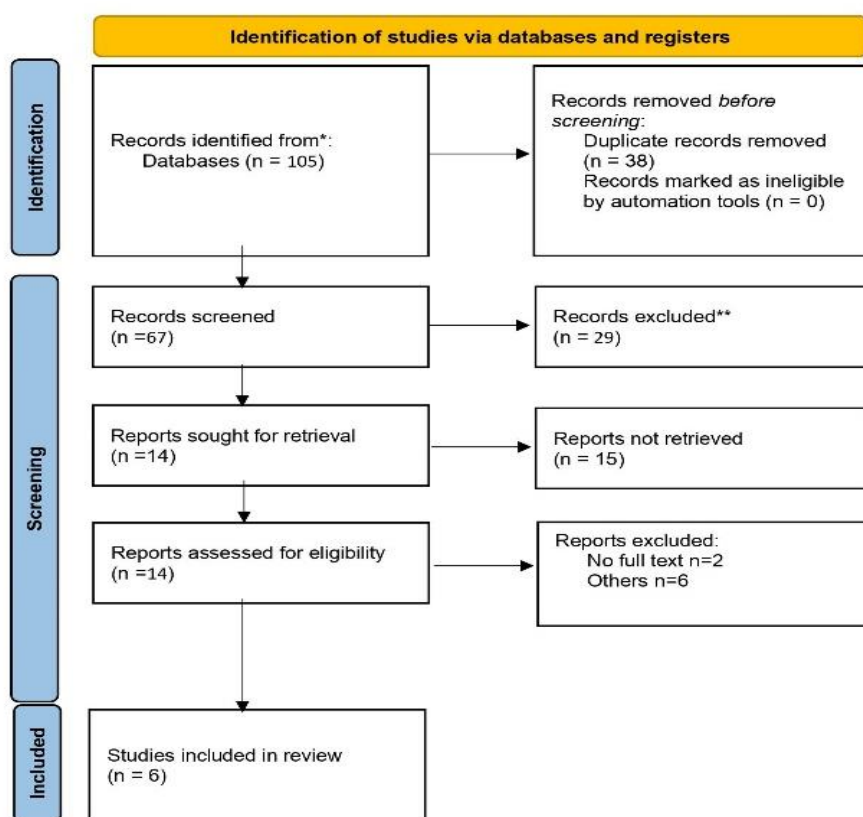 Identification of studies via databases and registers
Identification
Records identified from*:
Databases (n = 105)
Records removed before
screening:
Duplicate records removed
(n = 38)
Records marked as ineligible
by automation tools (n = 0)
Screening
Records screened
(n =67)
Records excluded**
(n = 29)
Reports sought for retrieval
(n =14)
Reports not retrieved
(n = 15)
Reports assessed for eligibility
(n =14)
Reports excluded:
No full text n=2
Others n=6
Included
Studies included in review
(n = 6)